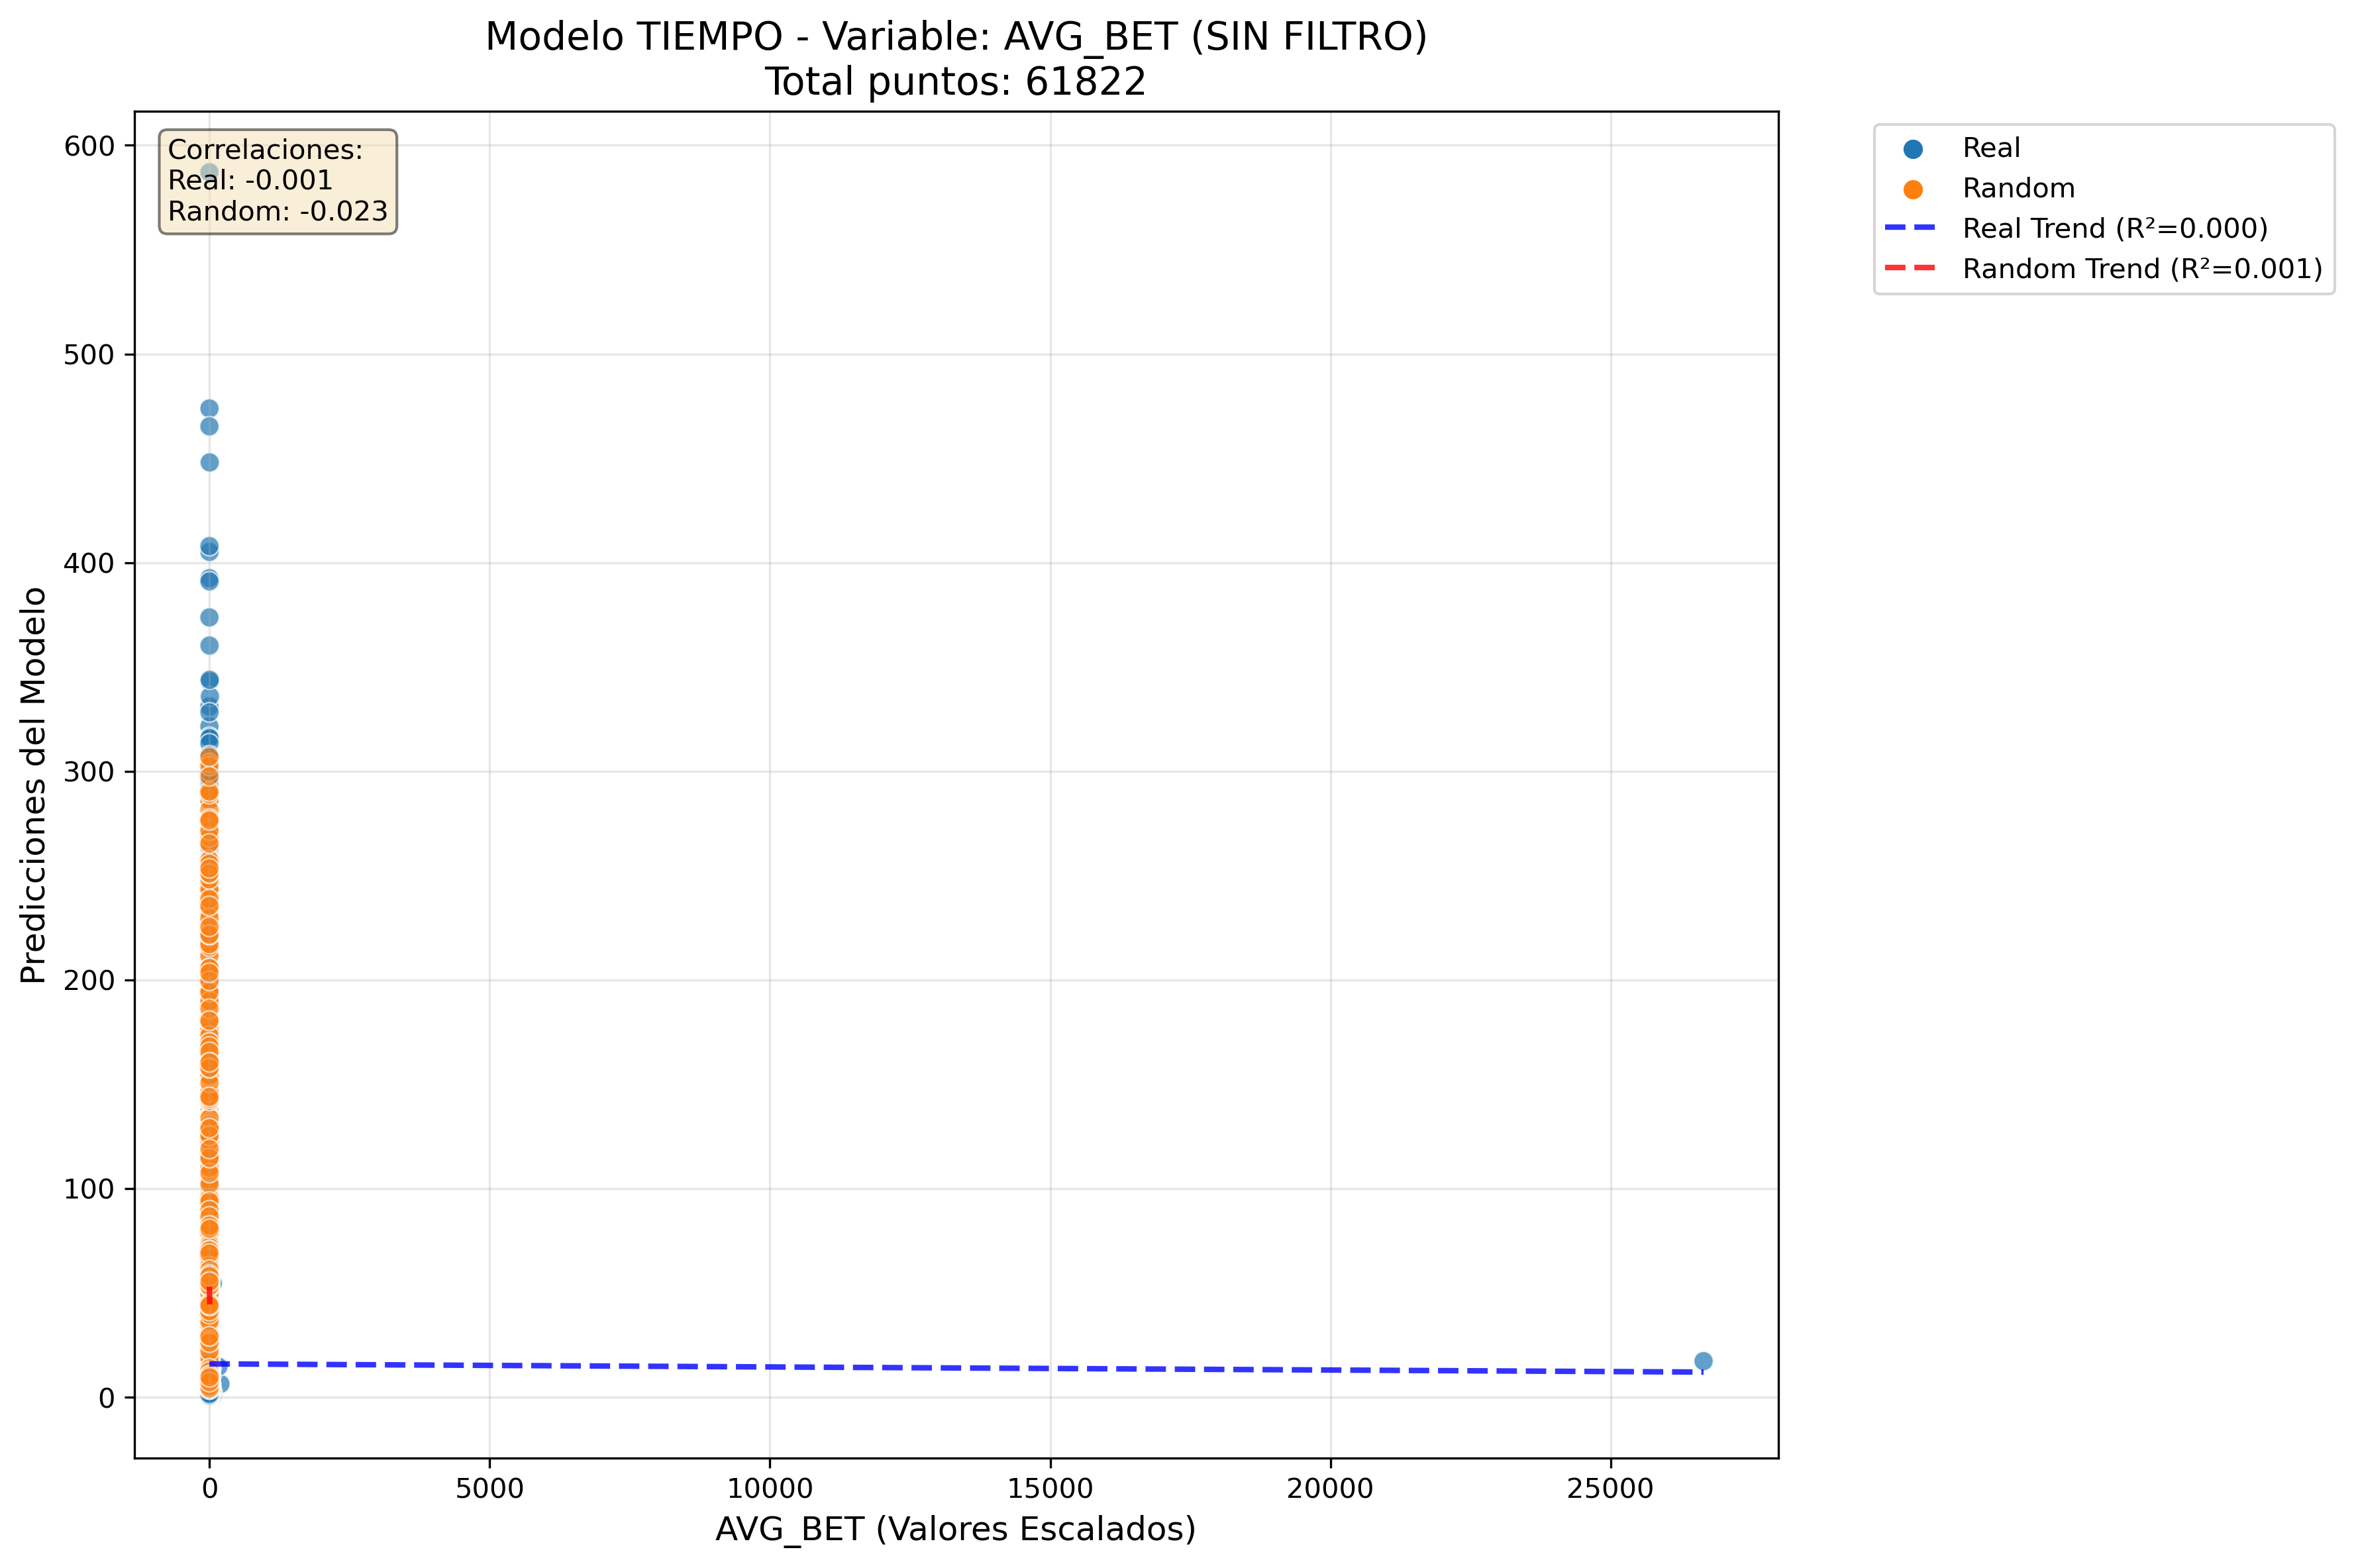 Modelo TIEMPO - Variable: AVG_BET (SIN FILTRO)
Total puntos: 61822
Correlaciones:
Real: -0.001
Random: -0.023
Real
Random
Real Trend (R²=0.000)
Random Trend (R²=0.001)
Predicciones del Modelo
600
500
400
300
200
100
0
0
5000
10000
15000
20000
25000
AVG_BET (Valores Escalados)